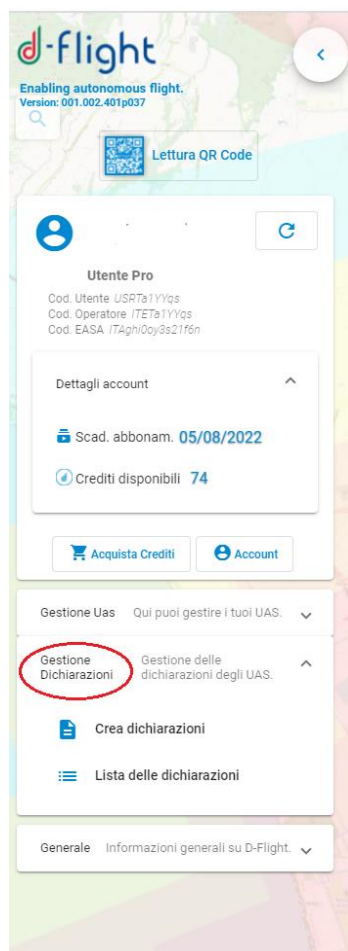 d-flight
Enabling autonomous flight.
Version: 001.002.401p037
Lettura QR Code
Utente Pro
Cod. Utente USRTa1YYqs
Cod. Operatore ITETa1YYqs
Cod. EASA ITAghi0oy3s21f6n
Dettagli account
Scad. abbonam. 05/08/2022
Crediti disponibili 74
Acquista Crediti
Account
Gestione Uas Qui puoi gestire i tuoi UAS.
Gestione Gestione delle
Dichiarazioni dichiarazioni degli UAS.
Crea dichiarazioni
Lista delle dichiarazioni
Generale Informazioni generali su D-Flight.